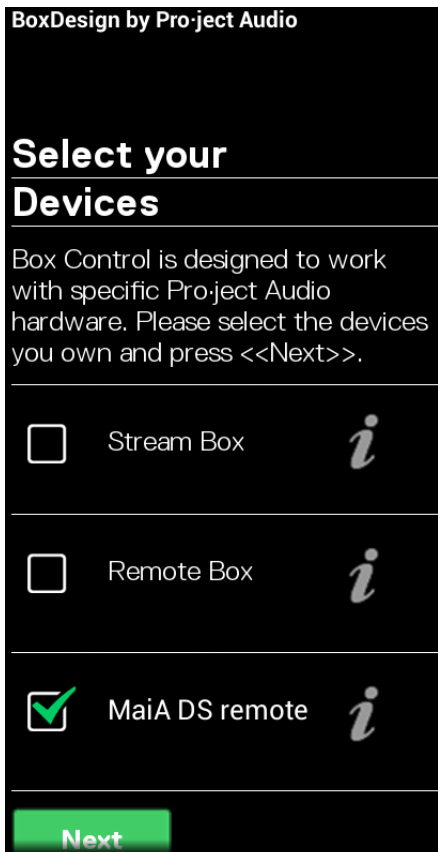 BoxDesign by Pro·ject Audio
Select your
Devices
Box Control is designed to work
with specific Pro·ject Audio
hardware. Please select the devices
you own and press <<Next>>.
Stream Box
Remote Box
MaiA DS remote
Next